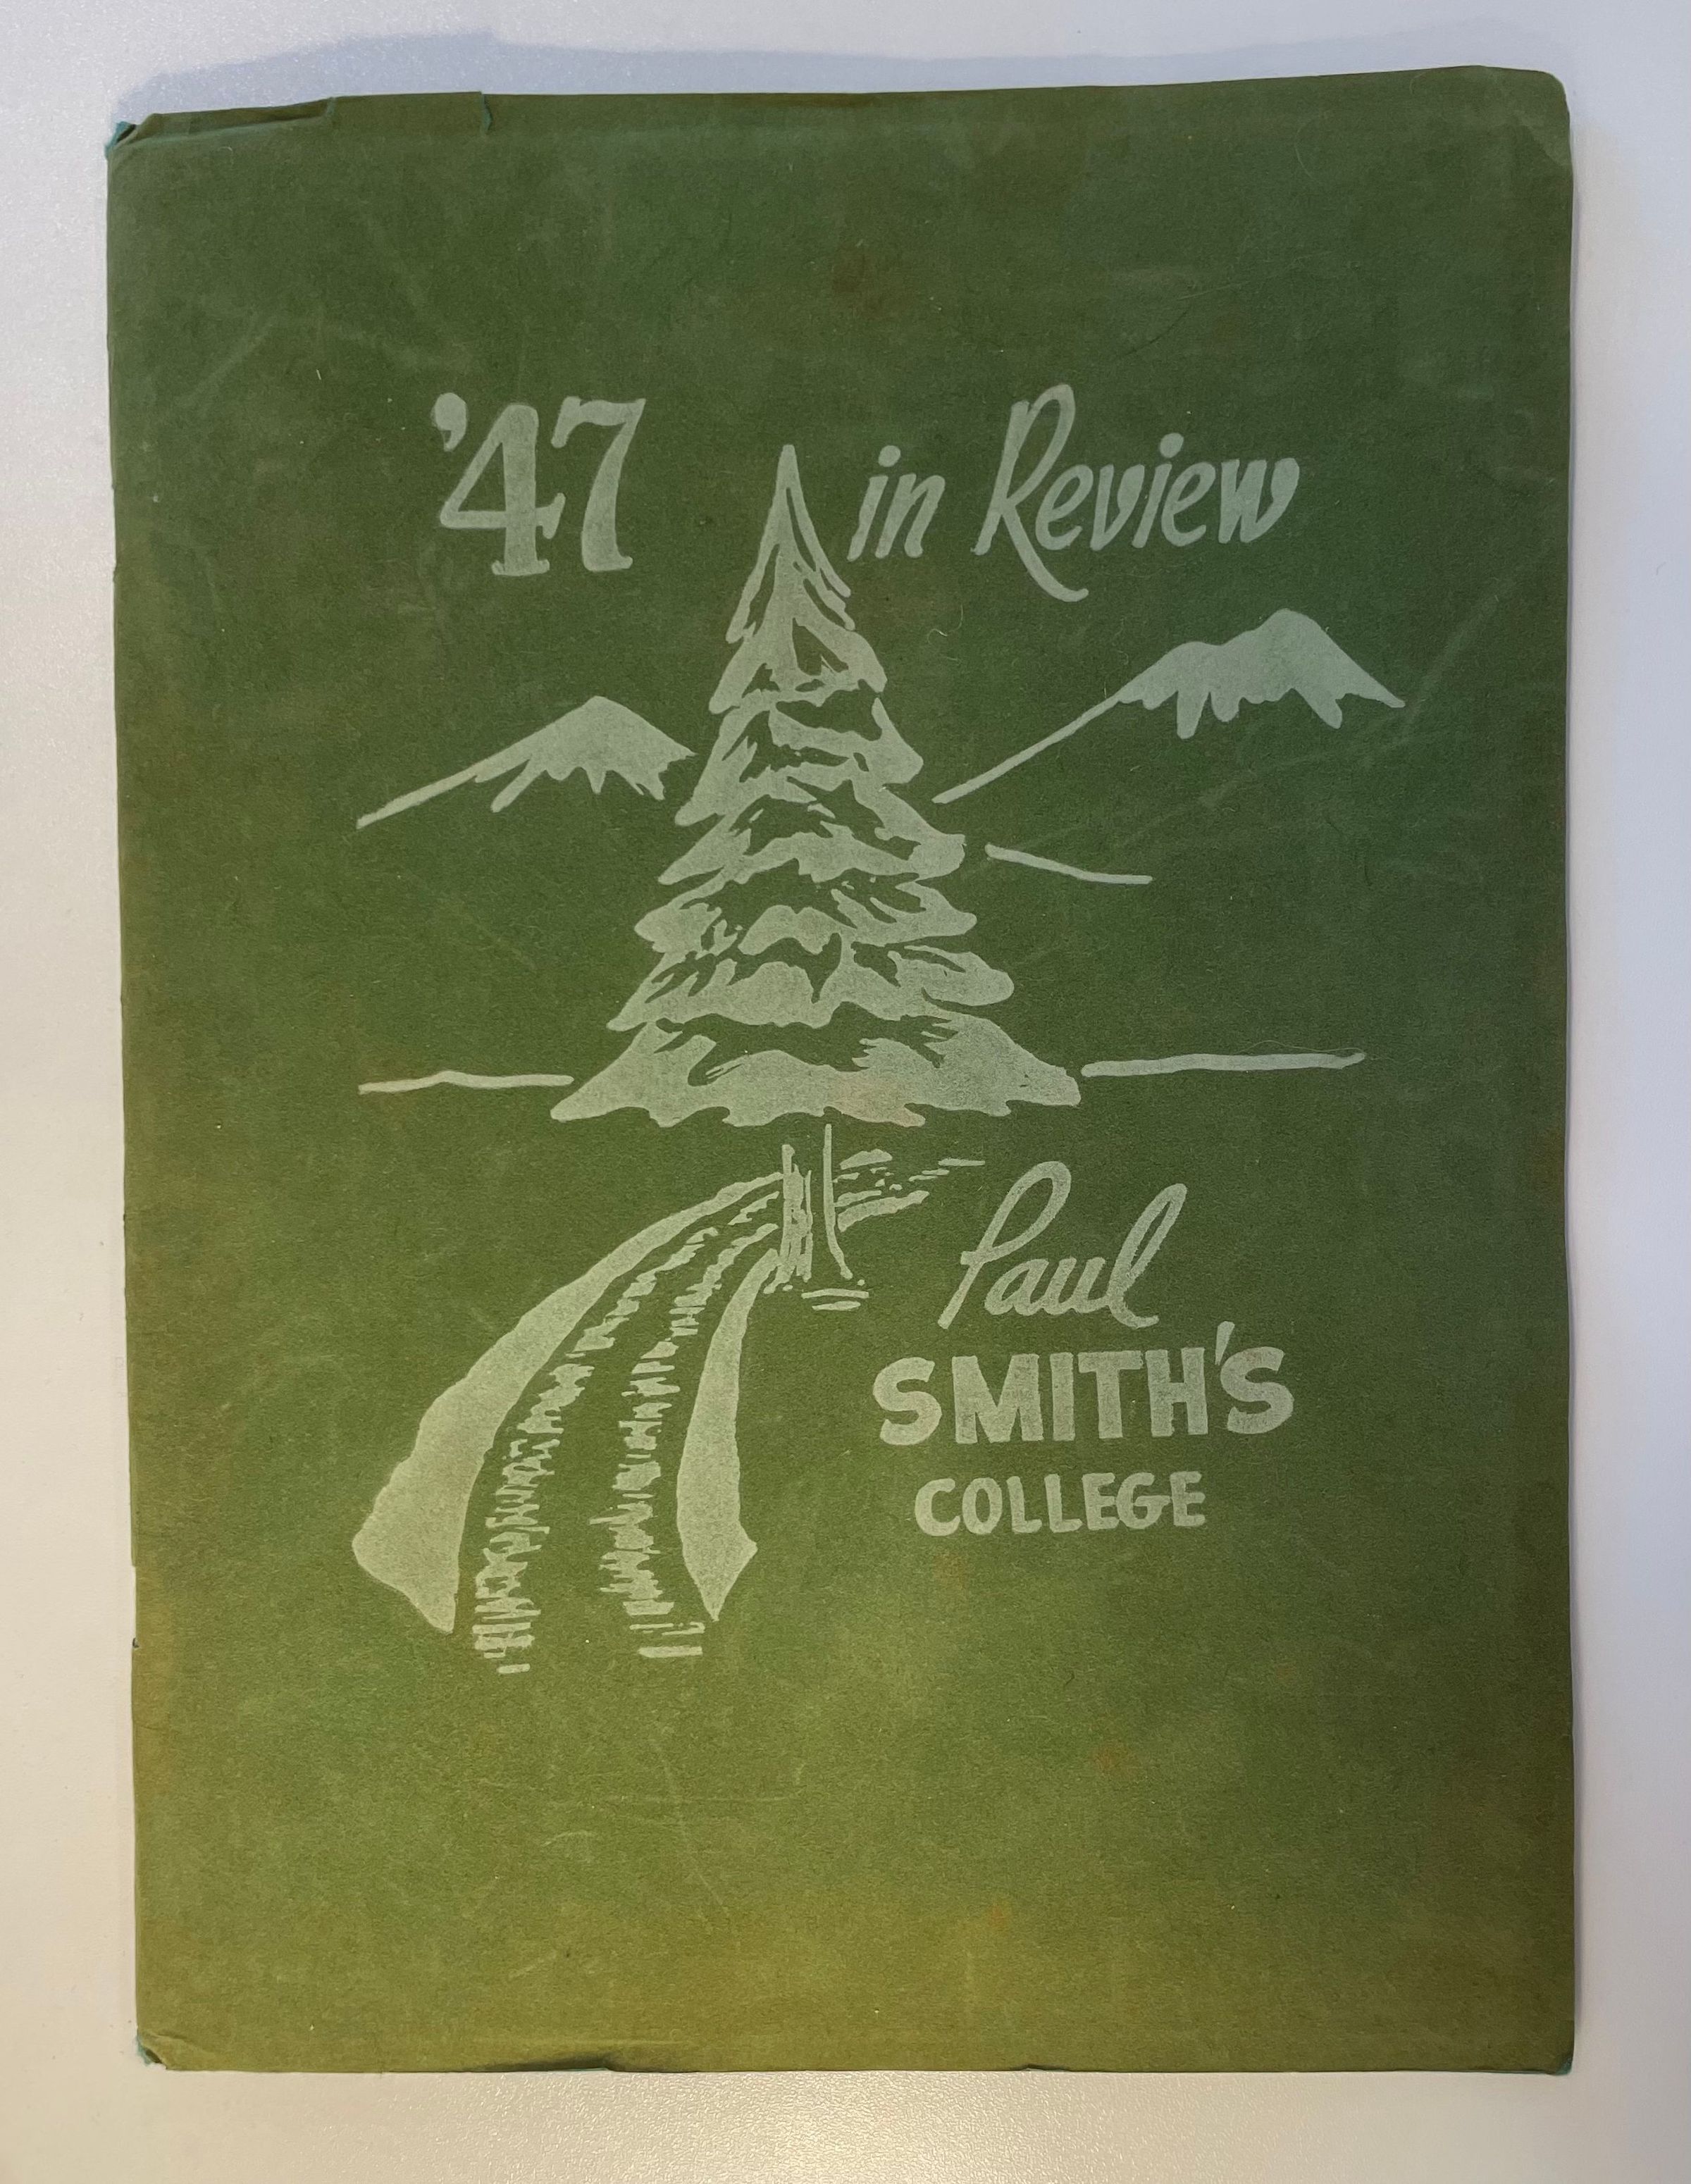 '47 in Review
Paul
SMITH'S
COLLEGE